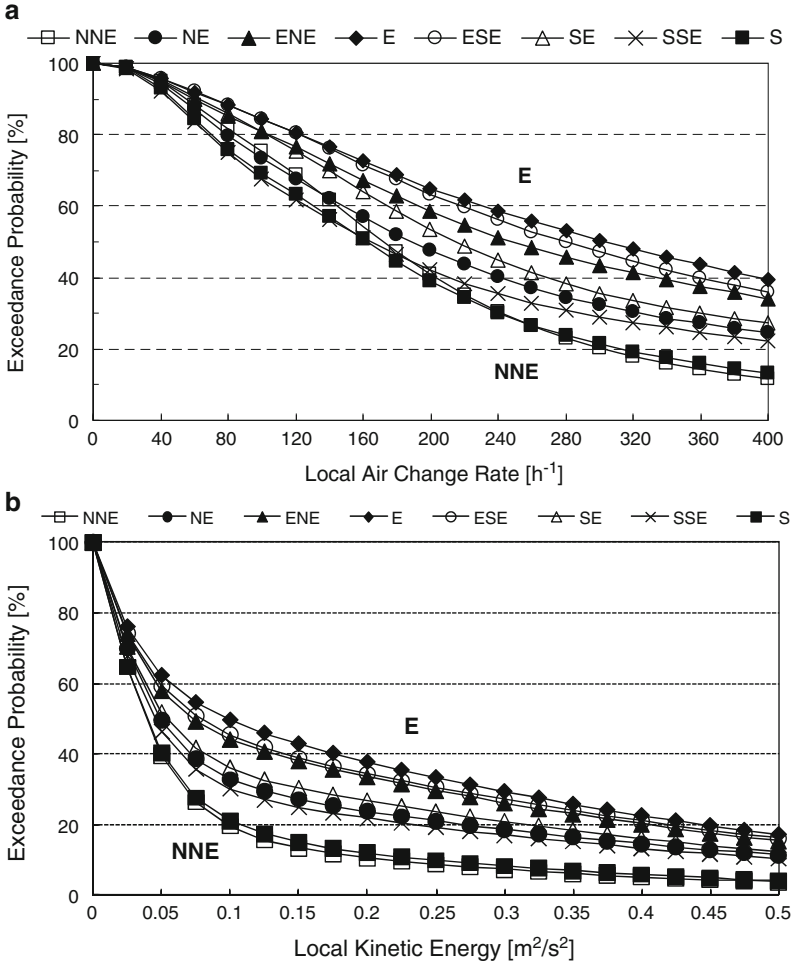 a
NNE NE ENE E ESE SE SSE S
100
80
60
40
20
0
Exceedance Probability [%]
E
NNE
0 40 80 120 160 200 240 280 320 360 400
Local Air Change Rate [h⁻¹]
b
NNE NE ENE E ESE SE SSE S
100
80
60
40
20
0
Exceedance Probability [%]
E
NNE
0 0.05 0.1 0.15 0.2 0.25 0.3 0.35 0.4 0.45 0.5
Local Kinetic Energy [m²/s²]